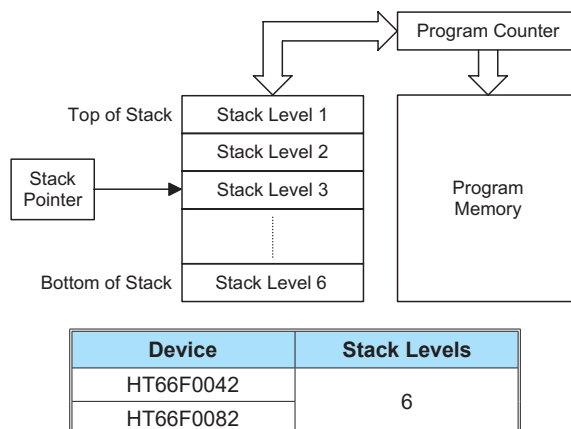 Program Counter
Top of Stack
Stack Level 1
Stack Level 2
Stack
Pointer
Stack Level 3
Program
Memory
Bottom of Stack
Stack Level 6
Device
Stack Levels
HT66F0042
6
HT66F0082